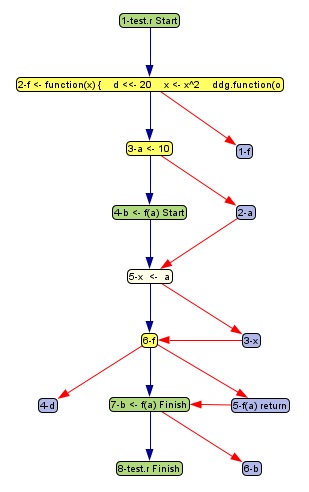 1-test.r Start
2-f <- function(x) {    d <<- 20    x <- x^2    ddg.function(o
1-f
3-a <- 10
4-b <- f(a) Start
2-a
5-x  <-  a
6-f
3-x
4-d
7-b <- f(a) Finish
5-f(a) return
8-test.r Finish
6-b